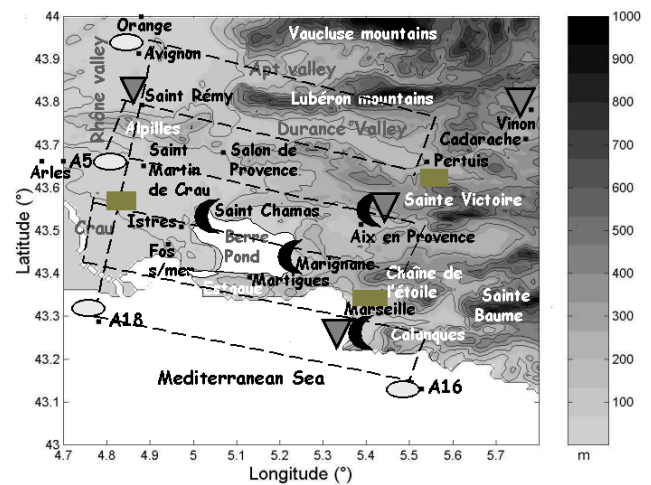 44
43.9
43.8
43.7
43.6
43.5
43.4
43.3
43.2
43.1
43
Latitude (°)
Orange
Vaucluse mountains
Avignon
Rhône valley
Apt valley
Saint Rémy
Lubéron mountains
Vinon
Alpilles
Durance Valley
Cadarache
Arles
A5
Saint
Martin
de Crau
Salon de
Provence
Pertuis
Sainte Victoire
Crau
Istres
Saint Chamas
Aix en Provence
Berre
Pond
Fos
s/mer
Marignane
Martigues
Chaîne de
l'étoile
Estaque
Marseille
Sainte
Baume
A18
Calanques
Mediterranean Sea
A16
4.7
4.8
4.9
5
5.1
5.2
5.3
5.4
5.5
5.6
5.7
Longitude (°)
1000
900
800
700
600
500
400
300
200
100
m